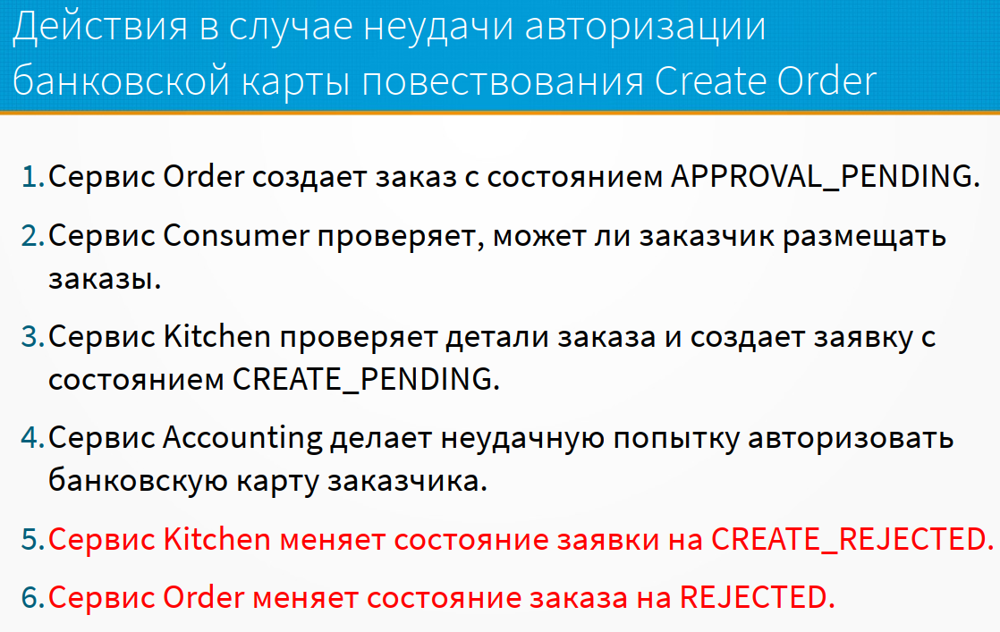 Действия в случае неудачи авторизации
банковской карты повествования Create Order
1. Сервис Order создает заказ с состоянием APPROVAL_PENDING.
2. Сервис Consumer проверяет, может ли заказчик размещать
заказы.
3. Сервис Kitchen проверяет детали заказа и создает заявку с
состоянием CREATE_PENDING.
4. Сервис Accounting делает неудачную попытку авторизовать
банковскую карту заказчика.
5. Сервис Kitchen меняет состояние заявки на CREATE_REJECTED.
6. Сервис Order меняет состояние заказа на REJECTED.